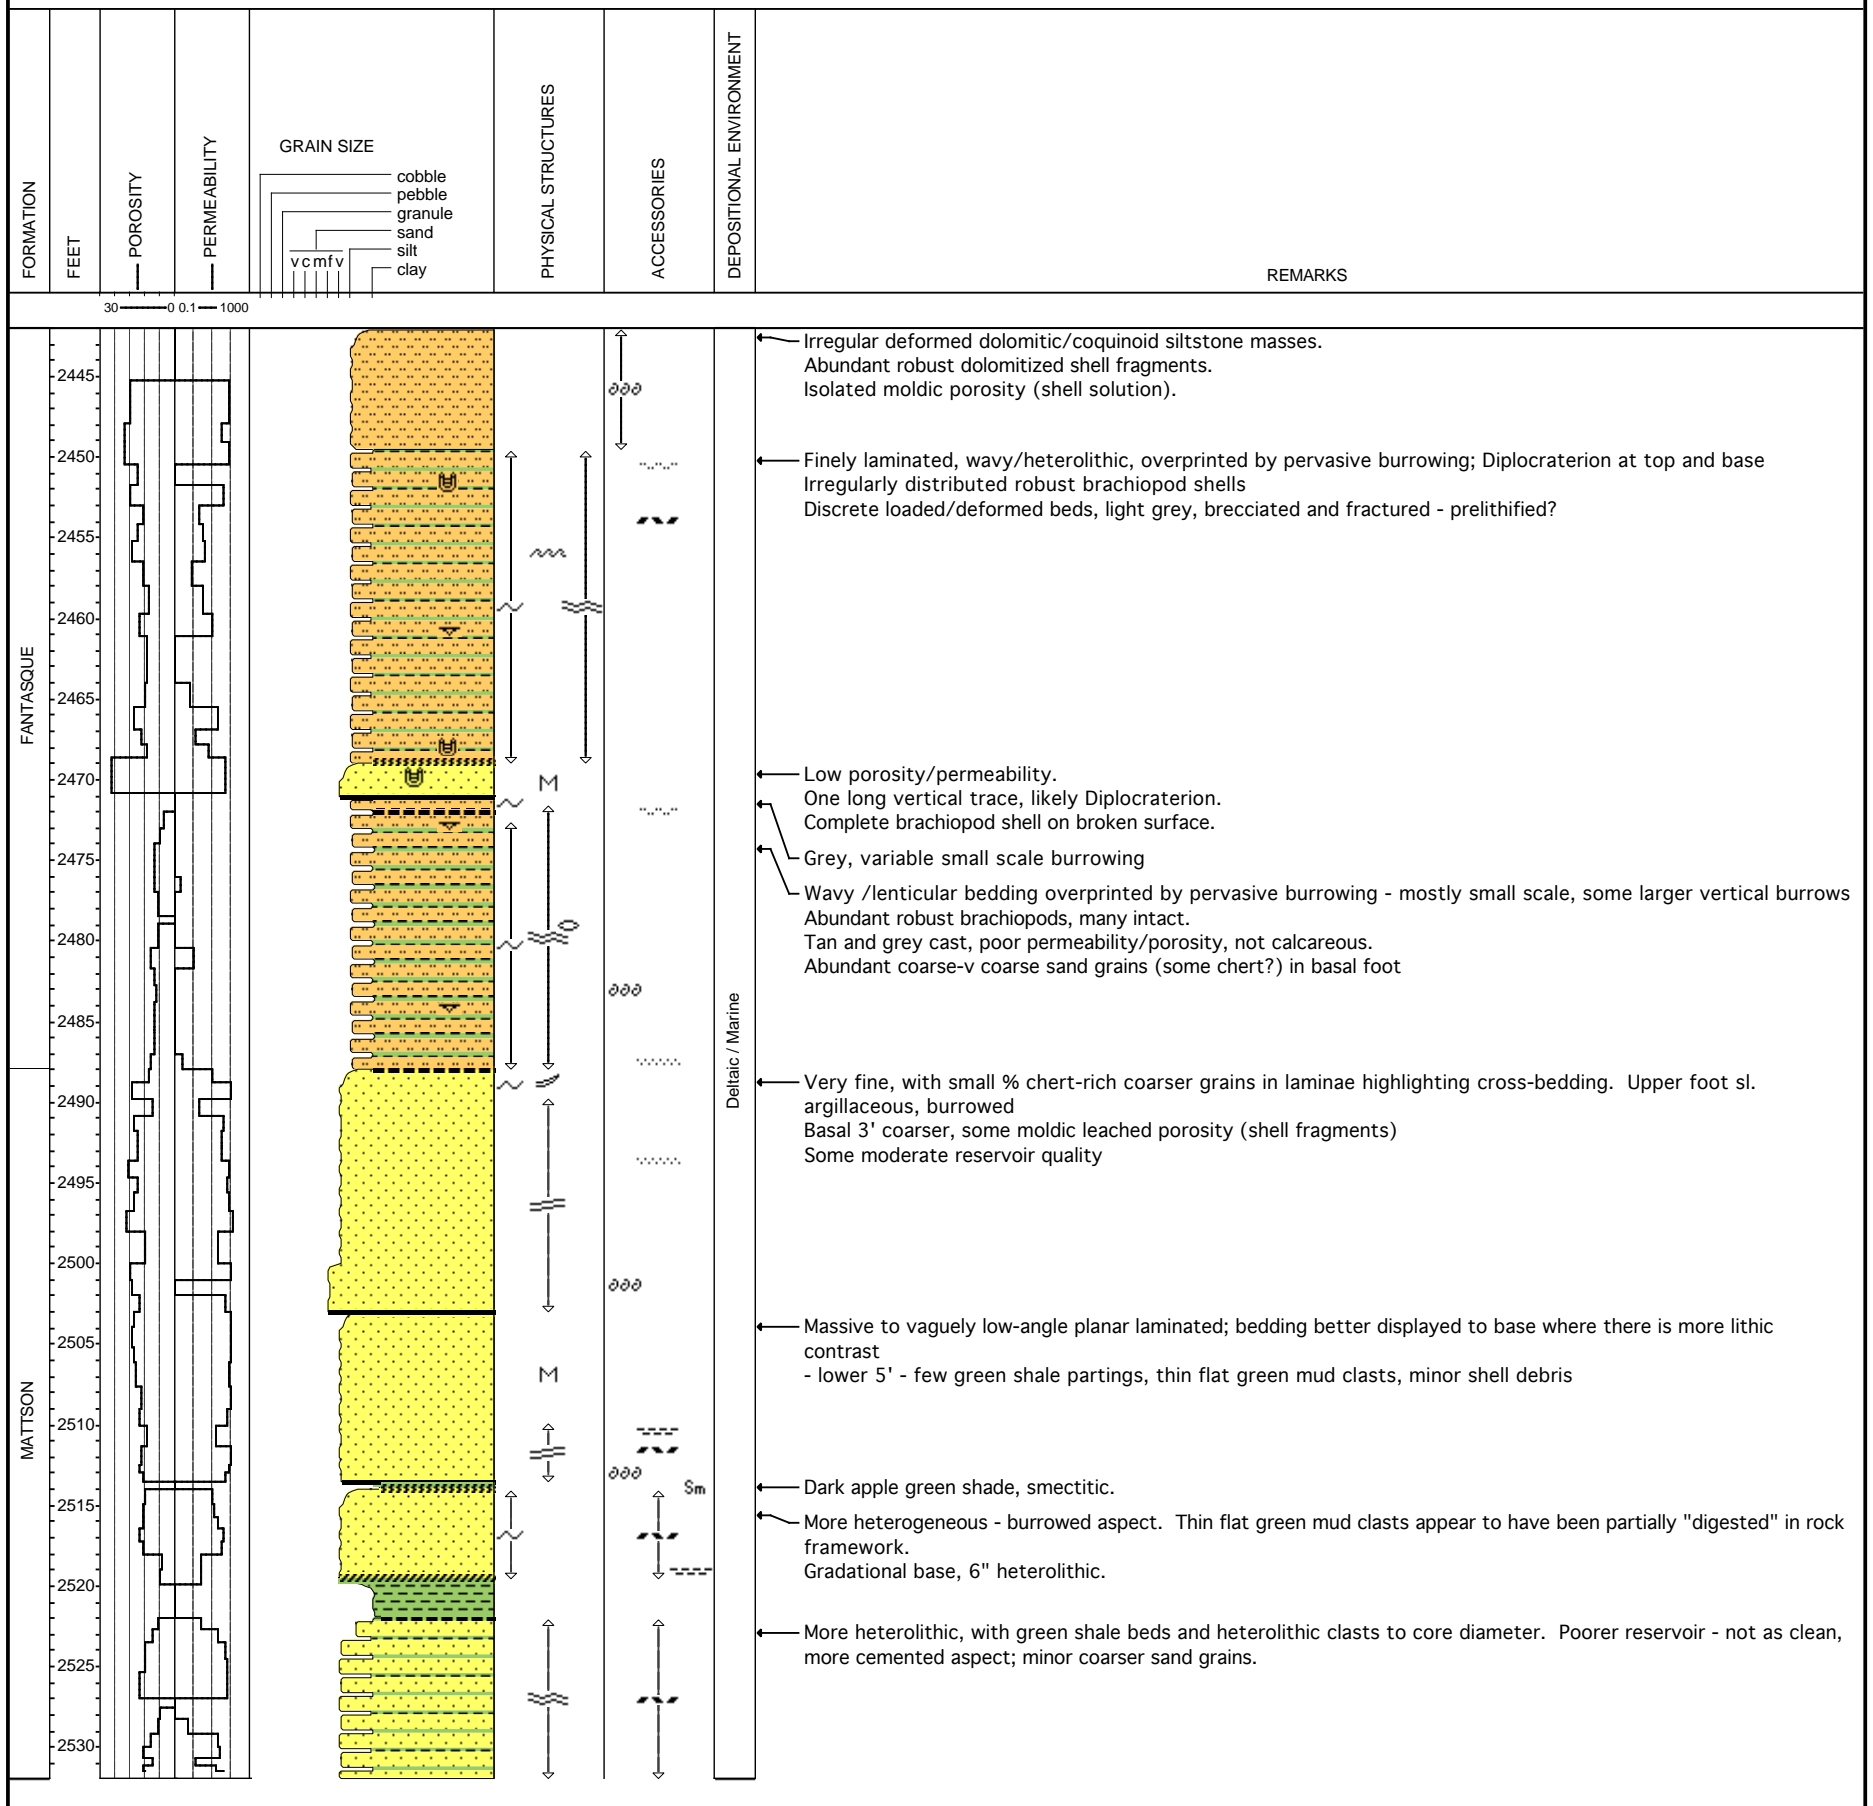 FORMATION
FEET
POROSITY
PERMEABILITY
GRAIN SIZE
cobble
pebble
granule
sand
silt
clay
v c m f v
PHYSICAL STRUCTURES
ACCESSORIES
DEPOSITIONAL ENVIRONMENT
REMARKS
30 0 0.1 1000
FANTASQUE
MATTSON
2445
2450
2455
2460
2465
2470
2475
2480
2485
2490
2495
2500
2505
2510
2515
2520
2525
2530
M
M
Sm
Deltaic / Marine
Irregular deformed dolomitic/coquinoid siltstone masses.
Abundant robust dolomitized shell fragments.
Isolated moldic porosity (shell solution).
Finely laminated, wavy/heterolithic, overprinted by pervasive burrowing; Diplocraterion at top and base
Irregularly distributed robust brachiopod shells
Discrete loaded/deformed beds, light grey, brecciated and fractured - prelithified?
Low porosity/permeability.
One long vertical trace, likely Diplocraterion.
Complete brachiopod shell on broken surface.
Grey, variable small scale burrowing
Wavy /lenticular bedding overprinted by pervasive burrowing - mostly small scale, some larger vertical burrows
Abundant robust brachiopods, many intact.
Tan and grey cast, poor permeability/porosity, not calcareous.
Abundant coarse-v coarse sand grains (some chert?) in basal foot
Very fine, with small % chert-rich coarser grains in laminae highlighting cross-bedding. Upper foot sl.
argillaceous, burrowed
Basal 3' coarser, some moldic leached porosity (shell fragments)
Some moderate reservoir quality
Massive to vaguely low-angle planar laminated; bedding better displayed to base where there is more lithic
contrast
- lower 5' - few green shale partings, thin flat green mud clasts, minor shell debris
Dark apple green shade, smectitic.
More heterogeneous - burrowed aspect. Thin flat green mud clasts appear to have been partially "digested" in rock
framework.
Gradational base, 6" heterolithic.
More heterolithic, with green shale beds and heterolithic clasts to core diameter. Poorer reservoir - not as clean,
more cemented aspect; minor coarser sand grains.